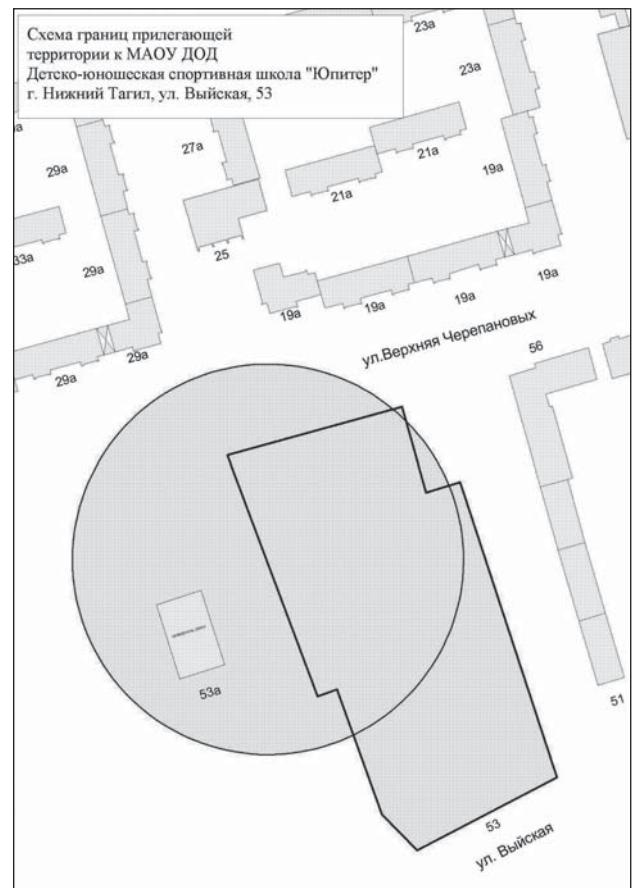 Схема границ прилегающей
территории к МАОУ ДОД
Детско-юношеская спортивная школа "Юпитер"
г. Нижний Тагил, ул. Выйская, 53
23а
23а
27а
29а
21а
21а
19а
33а
29а
25
19а
19а
19а
19а
ул.Верхняя Черепановых
29а
29а
56
53а
51
53
ул. Выйская